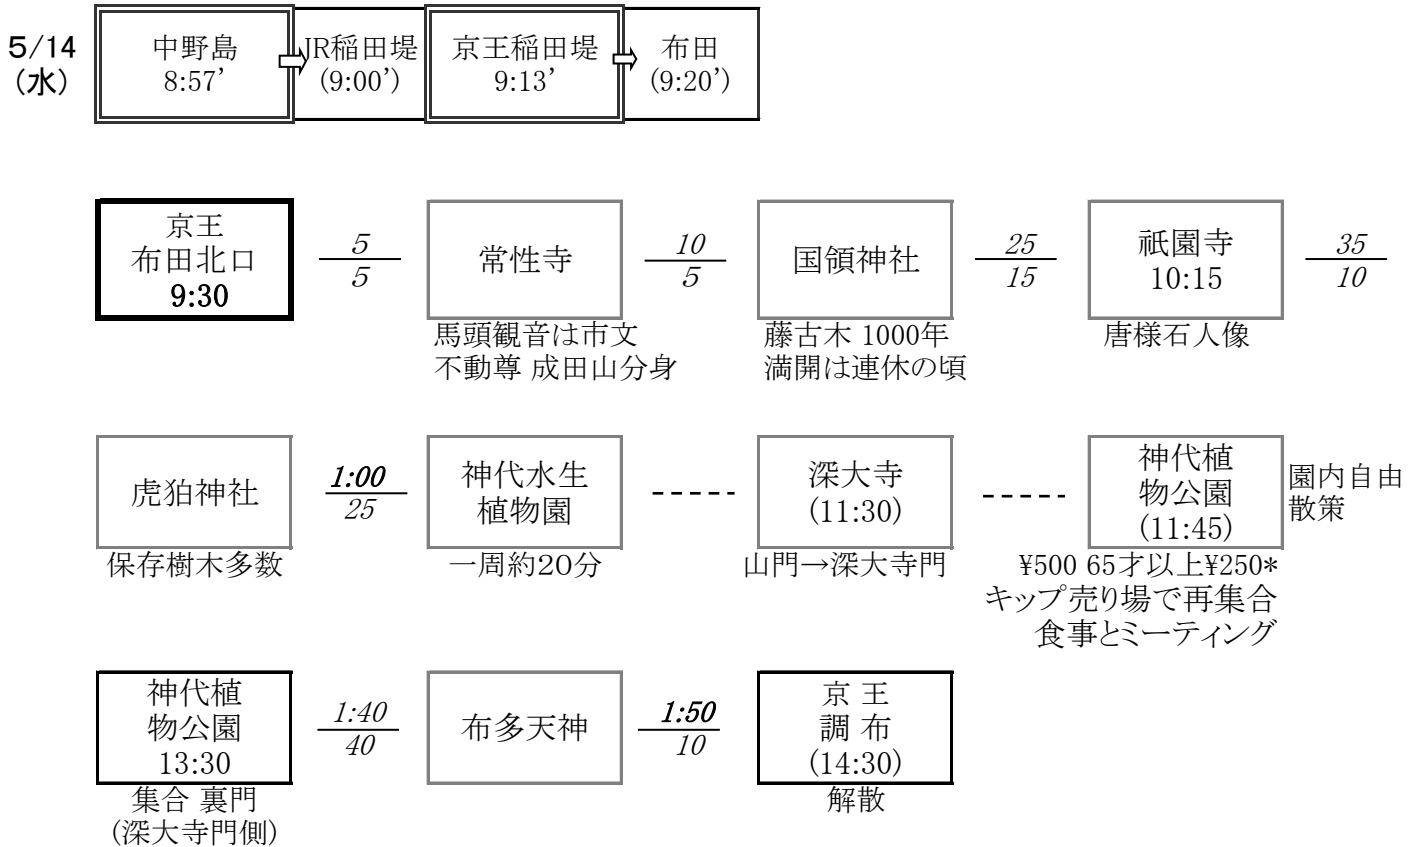 5/14
(水)
中野島
8:57’
JR稲田堤
(9:00’)
京王稲田堤
9:13’
布田
(9:20’)
京王
布田北口
9:30
5
5
常性寺
馬頭観音は市文
不動尊 成田山分身
10
5
国領神社
藤古木 1000年
満開は連休の頃
25
15
祇園寺
10:15
唐様石人像
35
10
虎狛神社
保存樹木多数
1:00
25
神代水生
植物園
一周約20分
深大寺
(11:30)
山門→深大寺門
神代植
物公園
(11:45)
園内自由
散策
¥500 65才以上¥250*
キップ売り場で再集合
食事とミーティング
神代植
物公園
13:30
集合 裏門
(深大寺門側)
1:40
40
布多天神
1:50
10
京 王
調 布
(14:30)
解散